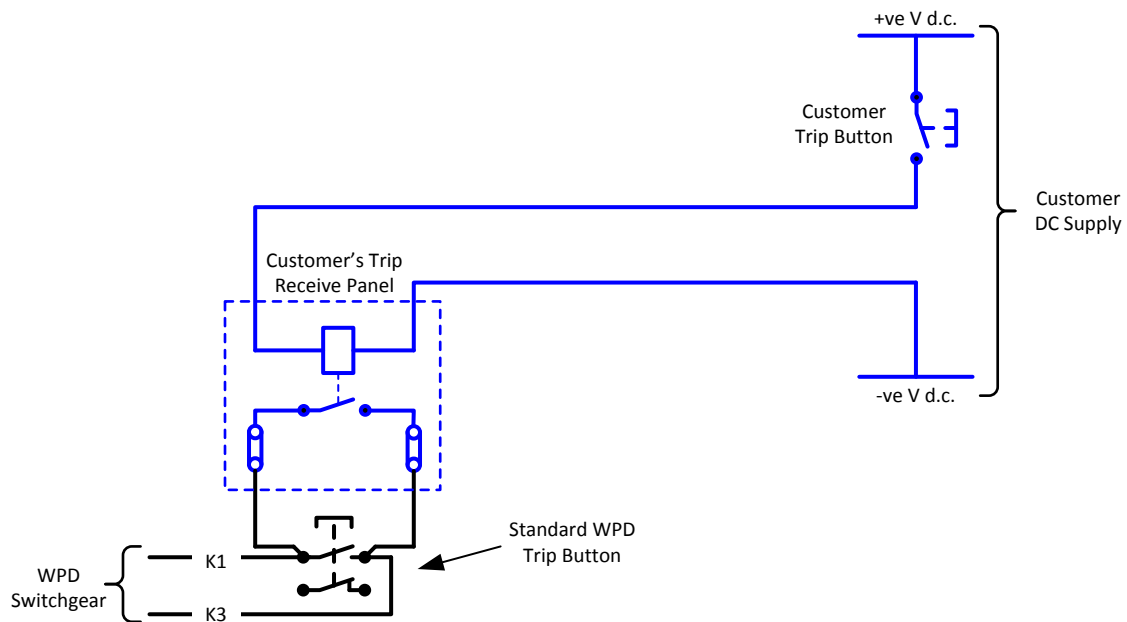 +ve V d.c.
Customer
Trip Button
Customer
DC Supply
Customer’s Trip
Receive Panel
-ve V d.c.
Standard WPD
Trip Button
K1
WPD
Switchgear
K3